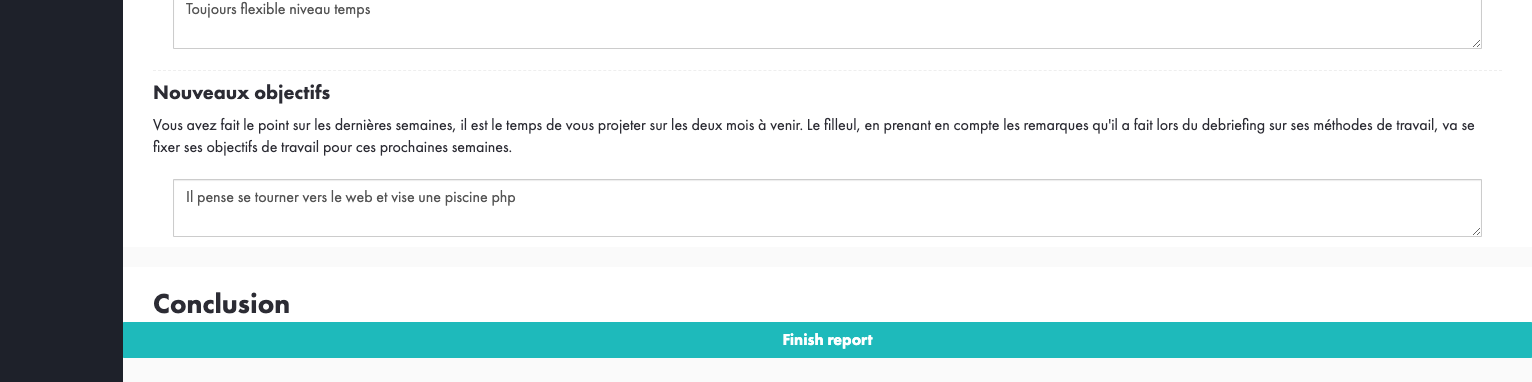 Toujours flexible niveau temps
Nouveaux objectifs
Vous avez fait le point sur les dernières semaines, il est le temps de vous projeter sur les deux mois à venir. Le filleul, en prenant en compte les remarques qu'il a fait lors du debriefing sur ses méthodes de travail, va se
fixer ses objectifs de travail pour ces prochaines semaines.
Il pense se tourner vers le web et vise une piscine php
Conclusion
Finish report